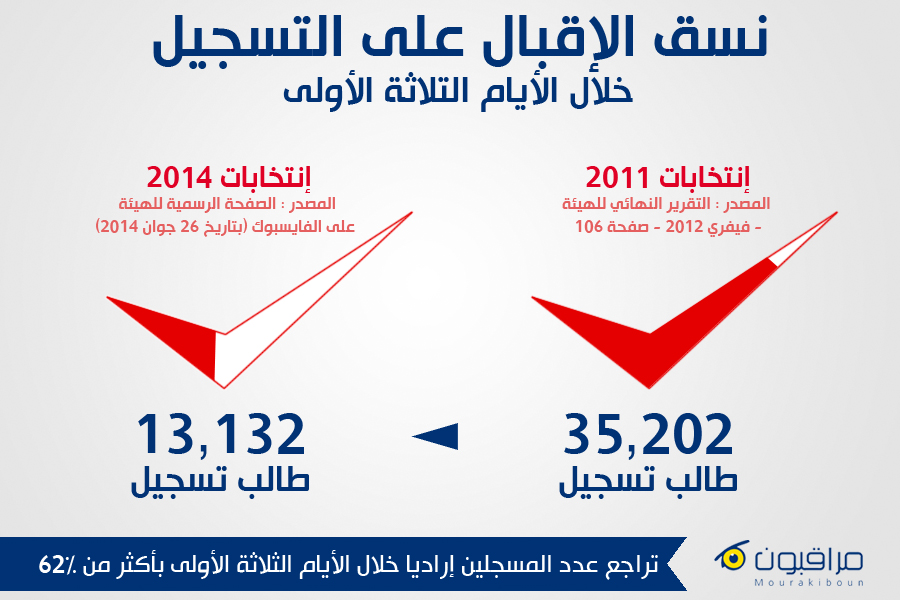 نسق الإقبال على التسجيل
خلال الأيام التلاثة الأولى
إنتخابات 2011
المصدر : التقرير النهائي للهيئة
- فيفري 2012 - صفحة 106
35,202
طالب تسجيل
إنتخابات 2014
المصدر : الصفحة الرسمية للهيئة
على الفايسبوك (بتاريخ 26 جوان 2014)
13,132
طالب تسجيل
مراقبون
Mourakiboun
تراجع عدد المسجلين إراديا خلال الأيام الثلاثة الأولى بأكثر من 62%